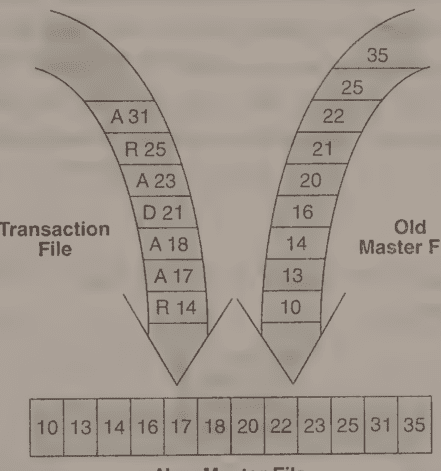 35
25
A 31
22
R 25
21
A 23
20
D 21
16
Transaction
File
A 18
14
Old
Master F
A 17
13
R 14
10
10 13 14 16 17 18 20 22 23 25 31 35